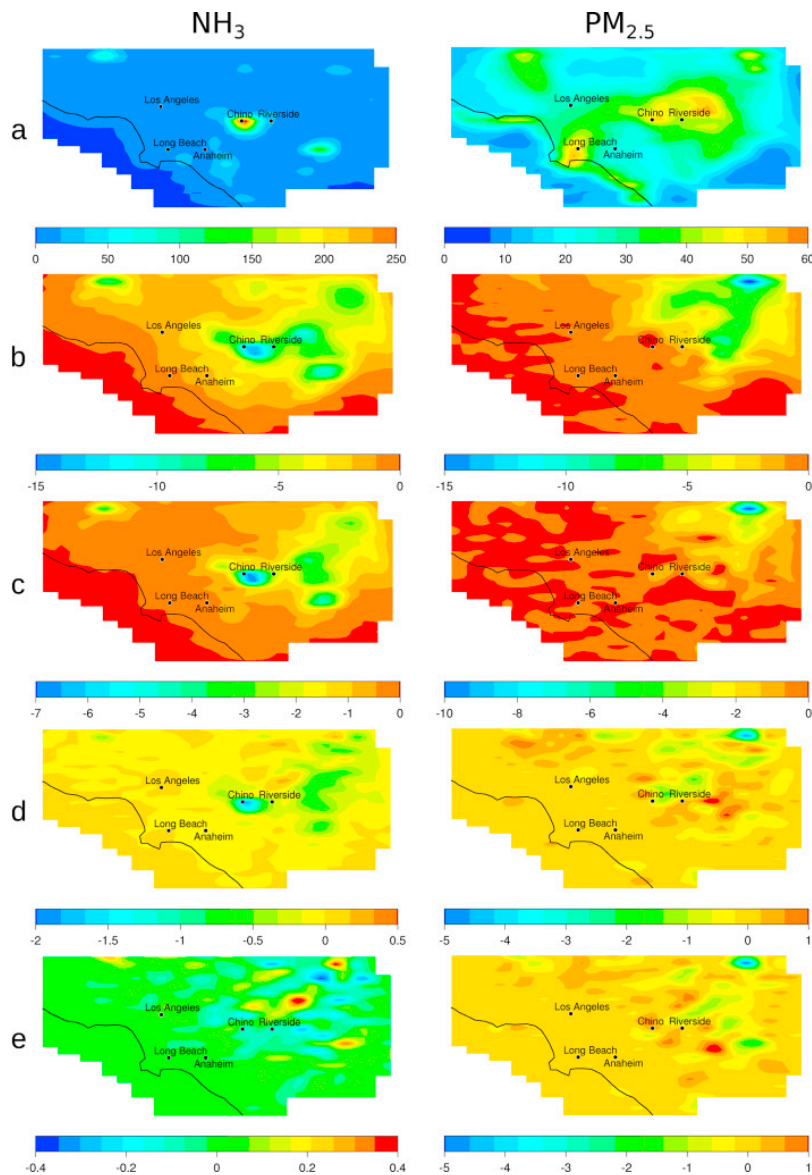 NH3 PM2.5
a
Los Angeles
Chino Riverside
Long Beach
Anaheim
Los Angeles
Chino Riverside
Long Beach
Anaheim
0 50 100 150 200 250
0 10 20 30 40 50 60
b
Los Angeles
Chino Riverside
Long Beach
Anaheim
Los Angeles
Chino Riverside
Long Beach
Anaheim
-15 -10 -5 0
-15 -10 -5 0
c
Los Angeles
Chino Riverside
Long Beach
Anaheim
Los Angeles
Chino Riverside
Long Beach
Anaheim
-7 -6 -5 -4 -3 -2 -1 0
-10 -8 -6 -4 -2 0
d
Los Angeles
Chino Riverside
Long Beach
Anaheim
Los Angeles
Chino Riverside
Long Beach
Anaheim
-2 -1.5 -1 -0.5 0 0.5
-5 -4 -3 -2 -1 0 1
e
Los Angeles
Chino Riverside
Long Beach
Anaheim
Los Angeles
Chino Riverside
Long Beach
Anaheim
-0.4 -0.2 0 0.2 0.4
-5 -4 -3 -2 -1 0 1